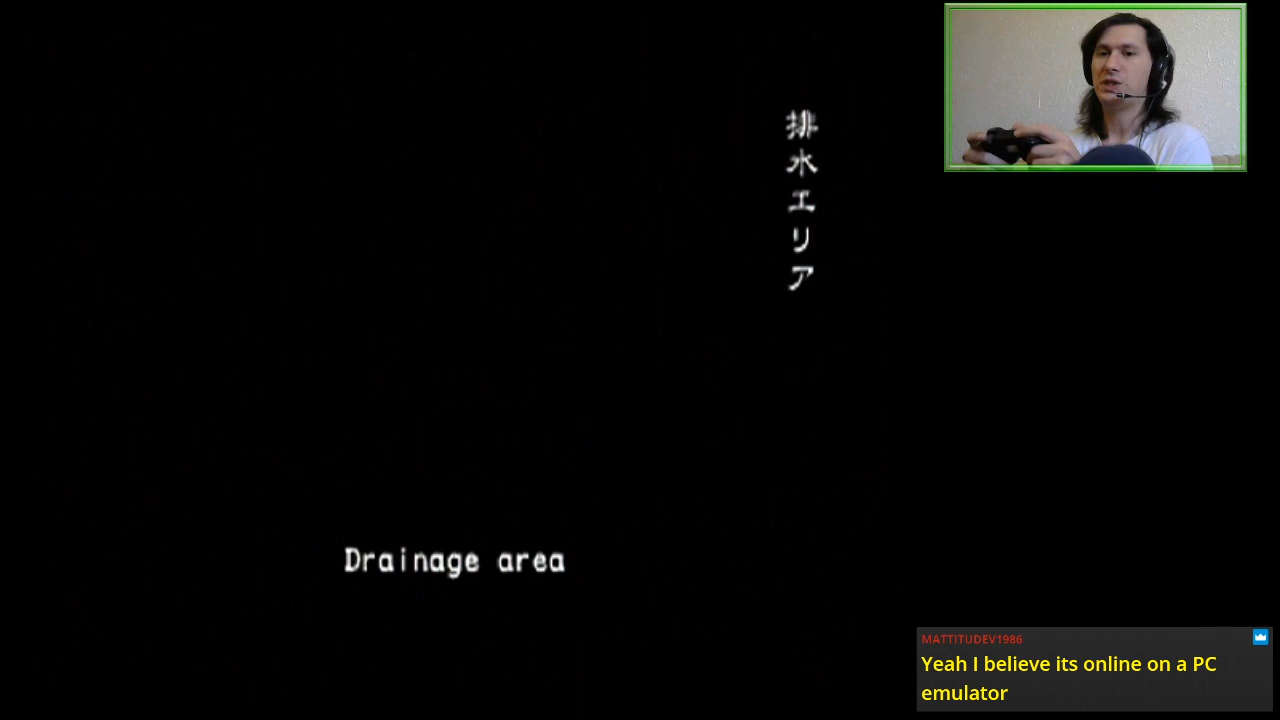 排水エリア
Drainage area
MATTITUDEV1986
Yeah I believe its online on a PC
emulator